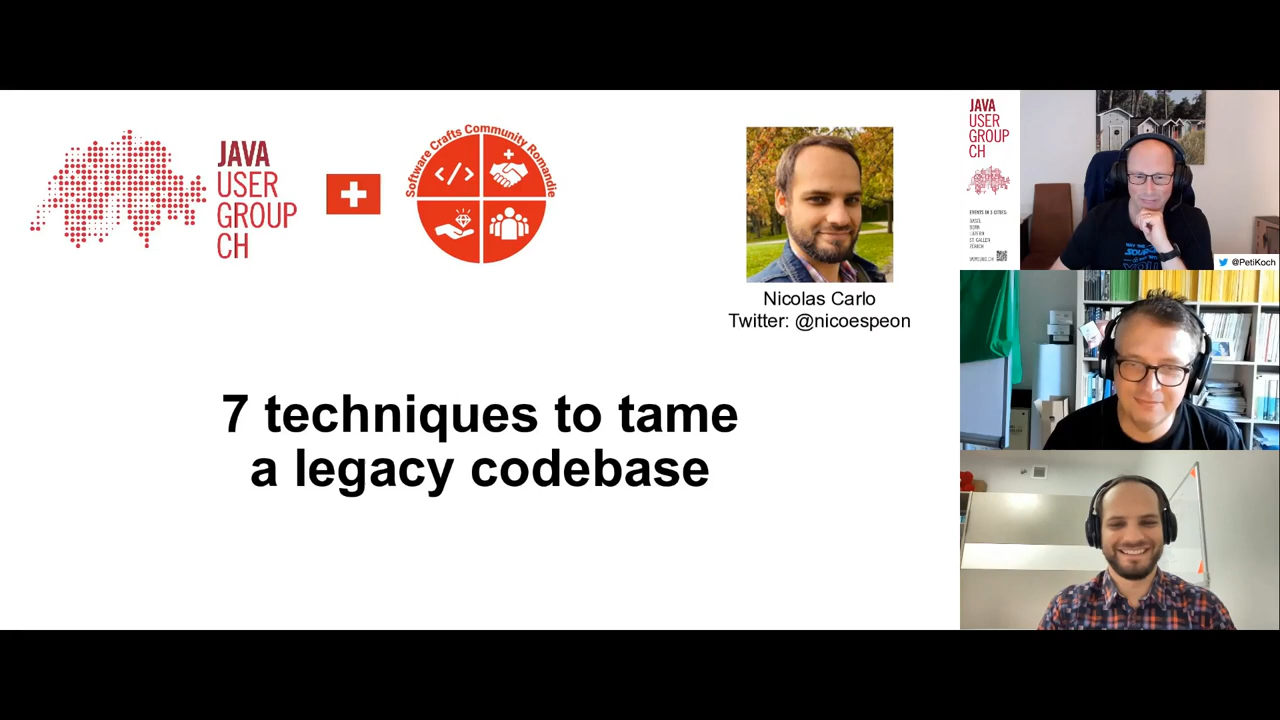 JAVA
USER
GROUP
CH
Software Crafts Community Romandie
</>
Nicolas Carlo
Twitter: @nicoespeon
7 techniques to tame
a legacy codebase
JAVA
USER
GROUP
CH
EVENTS IN 5 CITIES:
BASEL
BERN
LUZERN
ST. GALLEN
ZÜRICH
@PetiKoch